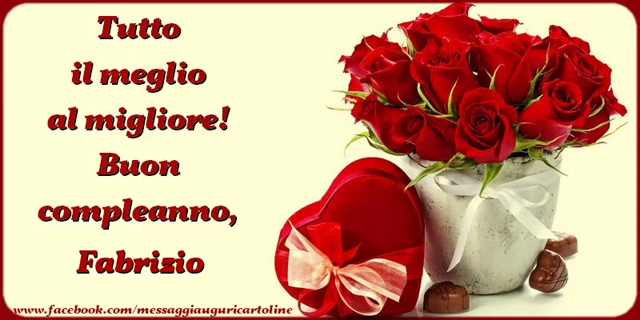 Tutto
il meglio
al migliore!
Buon
compleanno,
Fabrizio
www.facebook.com/messaggiauguricartoline